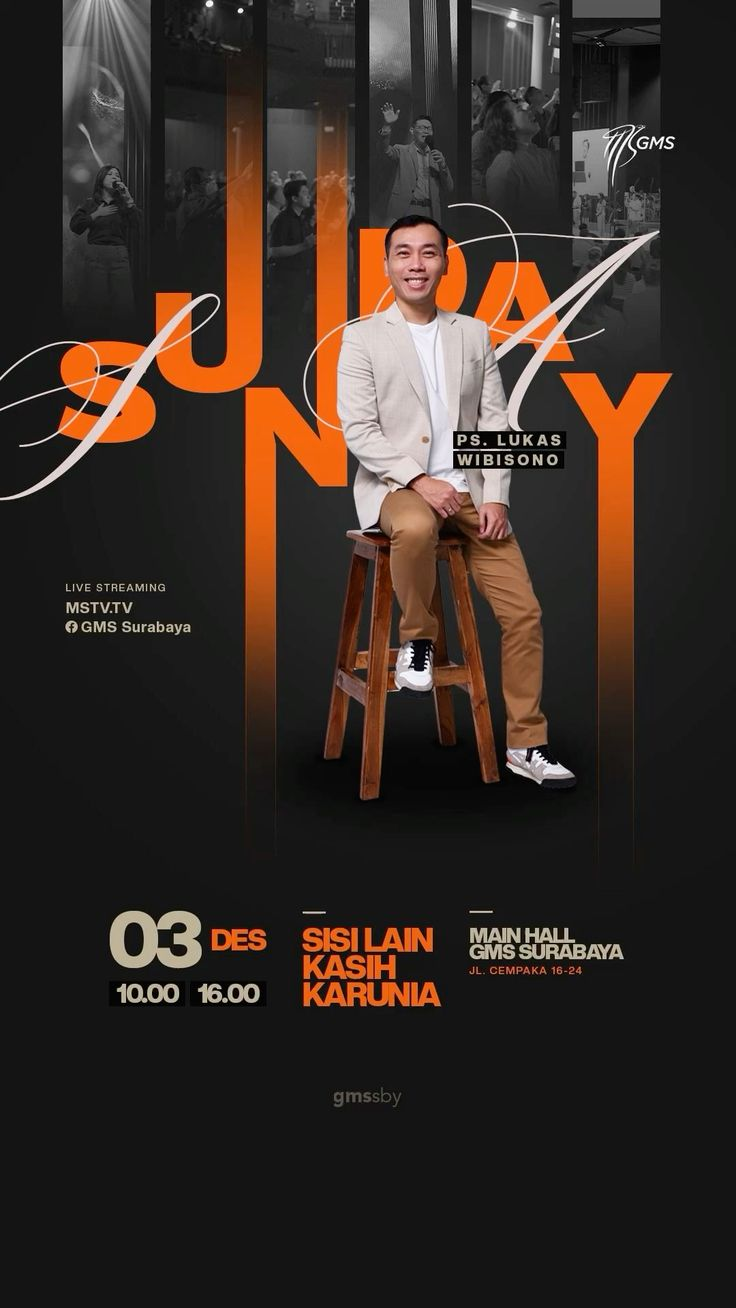 GMS
SUNDAY
PS. LUKAS
WIBISONO
LIVE STREAMING
MSTV.TV
GMS Surabaya
03 DES
10.00 16.00
SISI LAIN
KASIH
KARUNIA
MAIN HALL
GMS SURABAYA
JL. CEMPAKA 16-24
gmssby